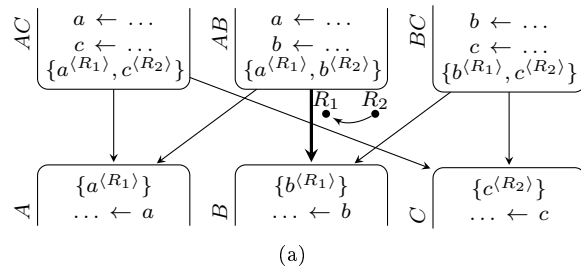 AC
a ← ...
c ← ...
{a⟨R₁⟩, c⟨R₂⟩}
AB
a ← ...
b ← ...
{a⟨R₁⟩, b⟨R₂⟩}
BC
b ← ...
c ← ...
{b⟨R₁⟩, c⟨R₂⟩}
R₁ R₂
A
{a⟨R₁⟩}
... ← a
B
{b⟨R₁⟩}
... ← b
C
{c⟨R₂⟩}
... ← c
(a)